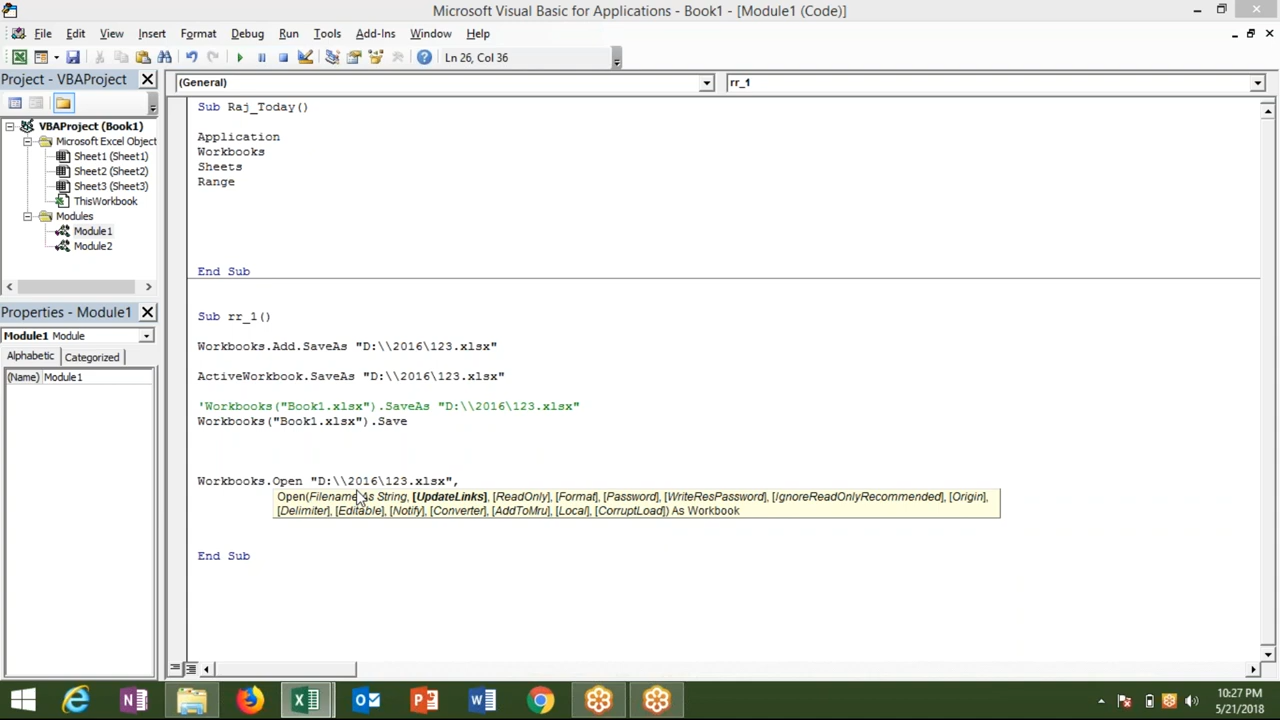 Microsoft Visual Basic for Applications - Book1 - [Module1 (Code)]
File Edit View Insert Format Debug Run Tools Add-Ins Window Help
Ln 26, Col 36
Project - VBAProject
(General)
rr_1
VBAProject (Book1)
Microsoft Excel Object
Sheet1 (Sheet1)
Sheet2 (Sheet2)
Sheet3 (Sheet3)
ThisWorkbook
Modules
Module1
Module2
Properties - Module1
Module1 Module
Alphabetic Categorized
(Name) Module1
Sub Raj_Today()
Application
Workbooks
Sheets
Range
End Sub
Sub rr_1()
Workbooks.Add.SaveAs "D:\\2016\123.xlsx"
ActiveWorkbook.SaveAs "D:\\2016\123.xlsx"
'Workbooks("Book1.xlsx").SaveAs "D:\\2016\123.xlsx"
Workbooks("Book1.xlsx").Save
Workbooks.Open "D:\\2016\123.xlsx",
Open(Filename As String, [UpdateLinks], [ReadOnly], [Format], [Password], [WriteResPassword], [IgnoreReadOnlyRecommended], [Origin],
[Delimiter], [Editable], [Notify], [Converter], [AddToMru], [Local], [CorruptLoad]) As Workbook
End Sub
10:27 PM
5/21/2018